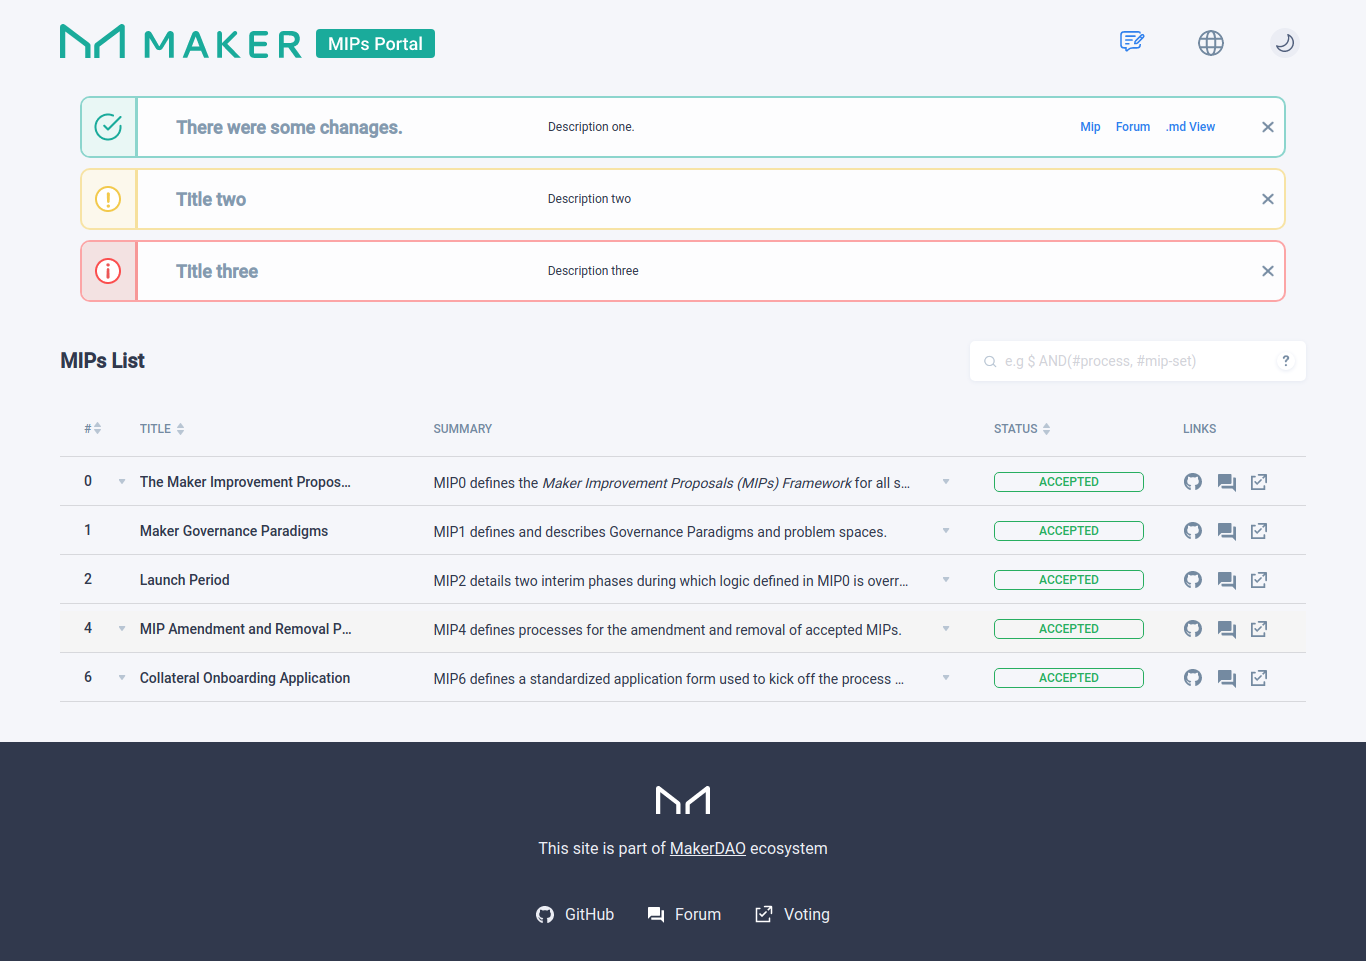 MAKER MIPs Portal
There were some chanages. Description one. Mip Forum .md View
Title two Description two
Title three Description three
MIPs List e.g $ AND(#process, #mip-set) ?
# TITLE SUMMARY STATUS LINKS
0 The Maker Improvement Propos... MIP0 defines the Maker Improvement Proposals (MIPs) Framework for all s... ACCEPTED
1 Maker Governance Paradigms MIP1 defines and describes Governance Paradigms and problem spaces. ACCEPTED
2 Launch Period MIP2 details two interim phases during which logic defined in MIP0 is overr... ACCEPTED
4 MIP Amendment and Removal P... MIP4 defines processes for the amendment and removal of accepted MIPs. ACCEPTED
6 Collateral Onboarding Application MIP6 defines a standardized application form used to kick off the process ... ACCEPTED
This site is part of MakerDAO ecosystem
GitHub Forum Voting